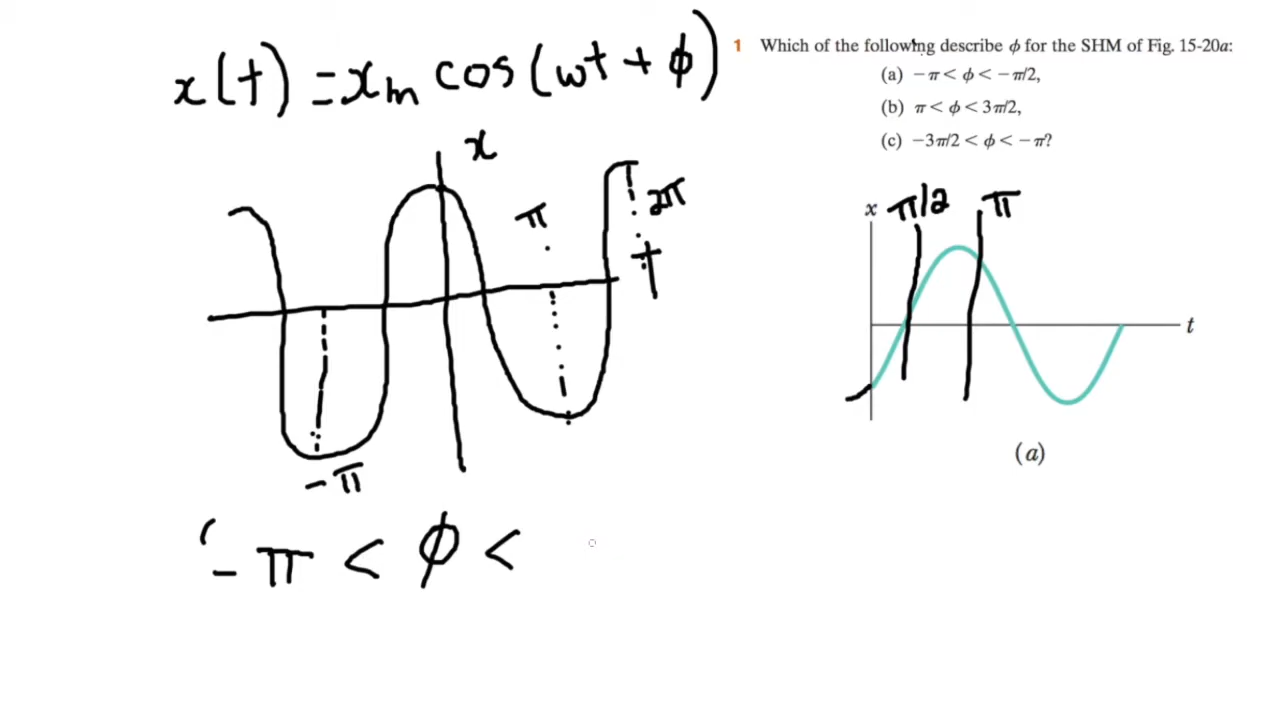 x(t) = xm cos(ωt + φ)
1 Which of the following describe ϕ for the SHM of Fig. 15-20a:
(a) −π < ϕ < −π/2,
(b) π < ϕ < 3π/2,
(c) −3π/2 < ϕ < −π?
x
π
2π
t
-π
x
π/2
π
t
(a)
-π < φ <